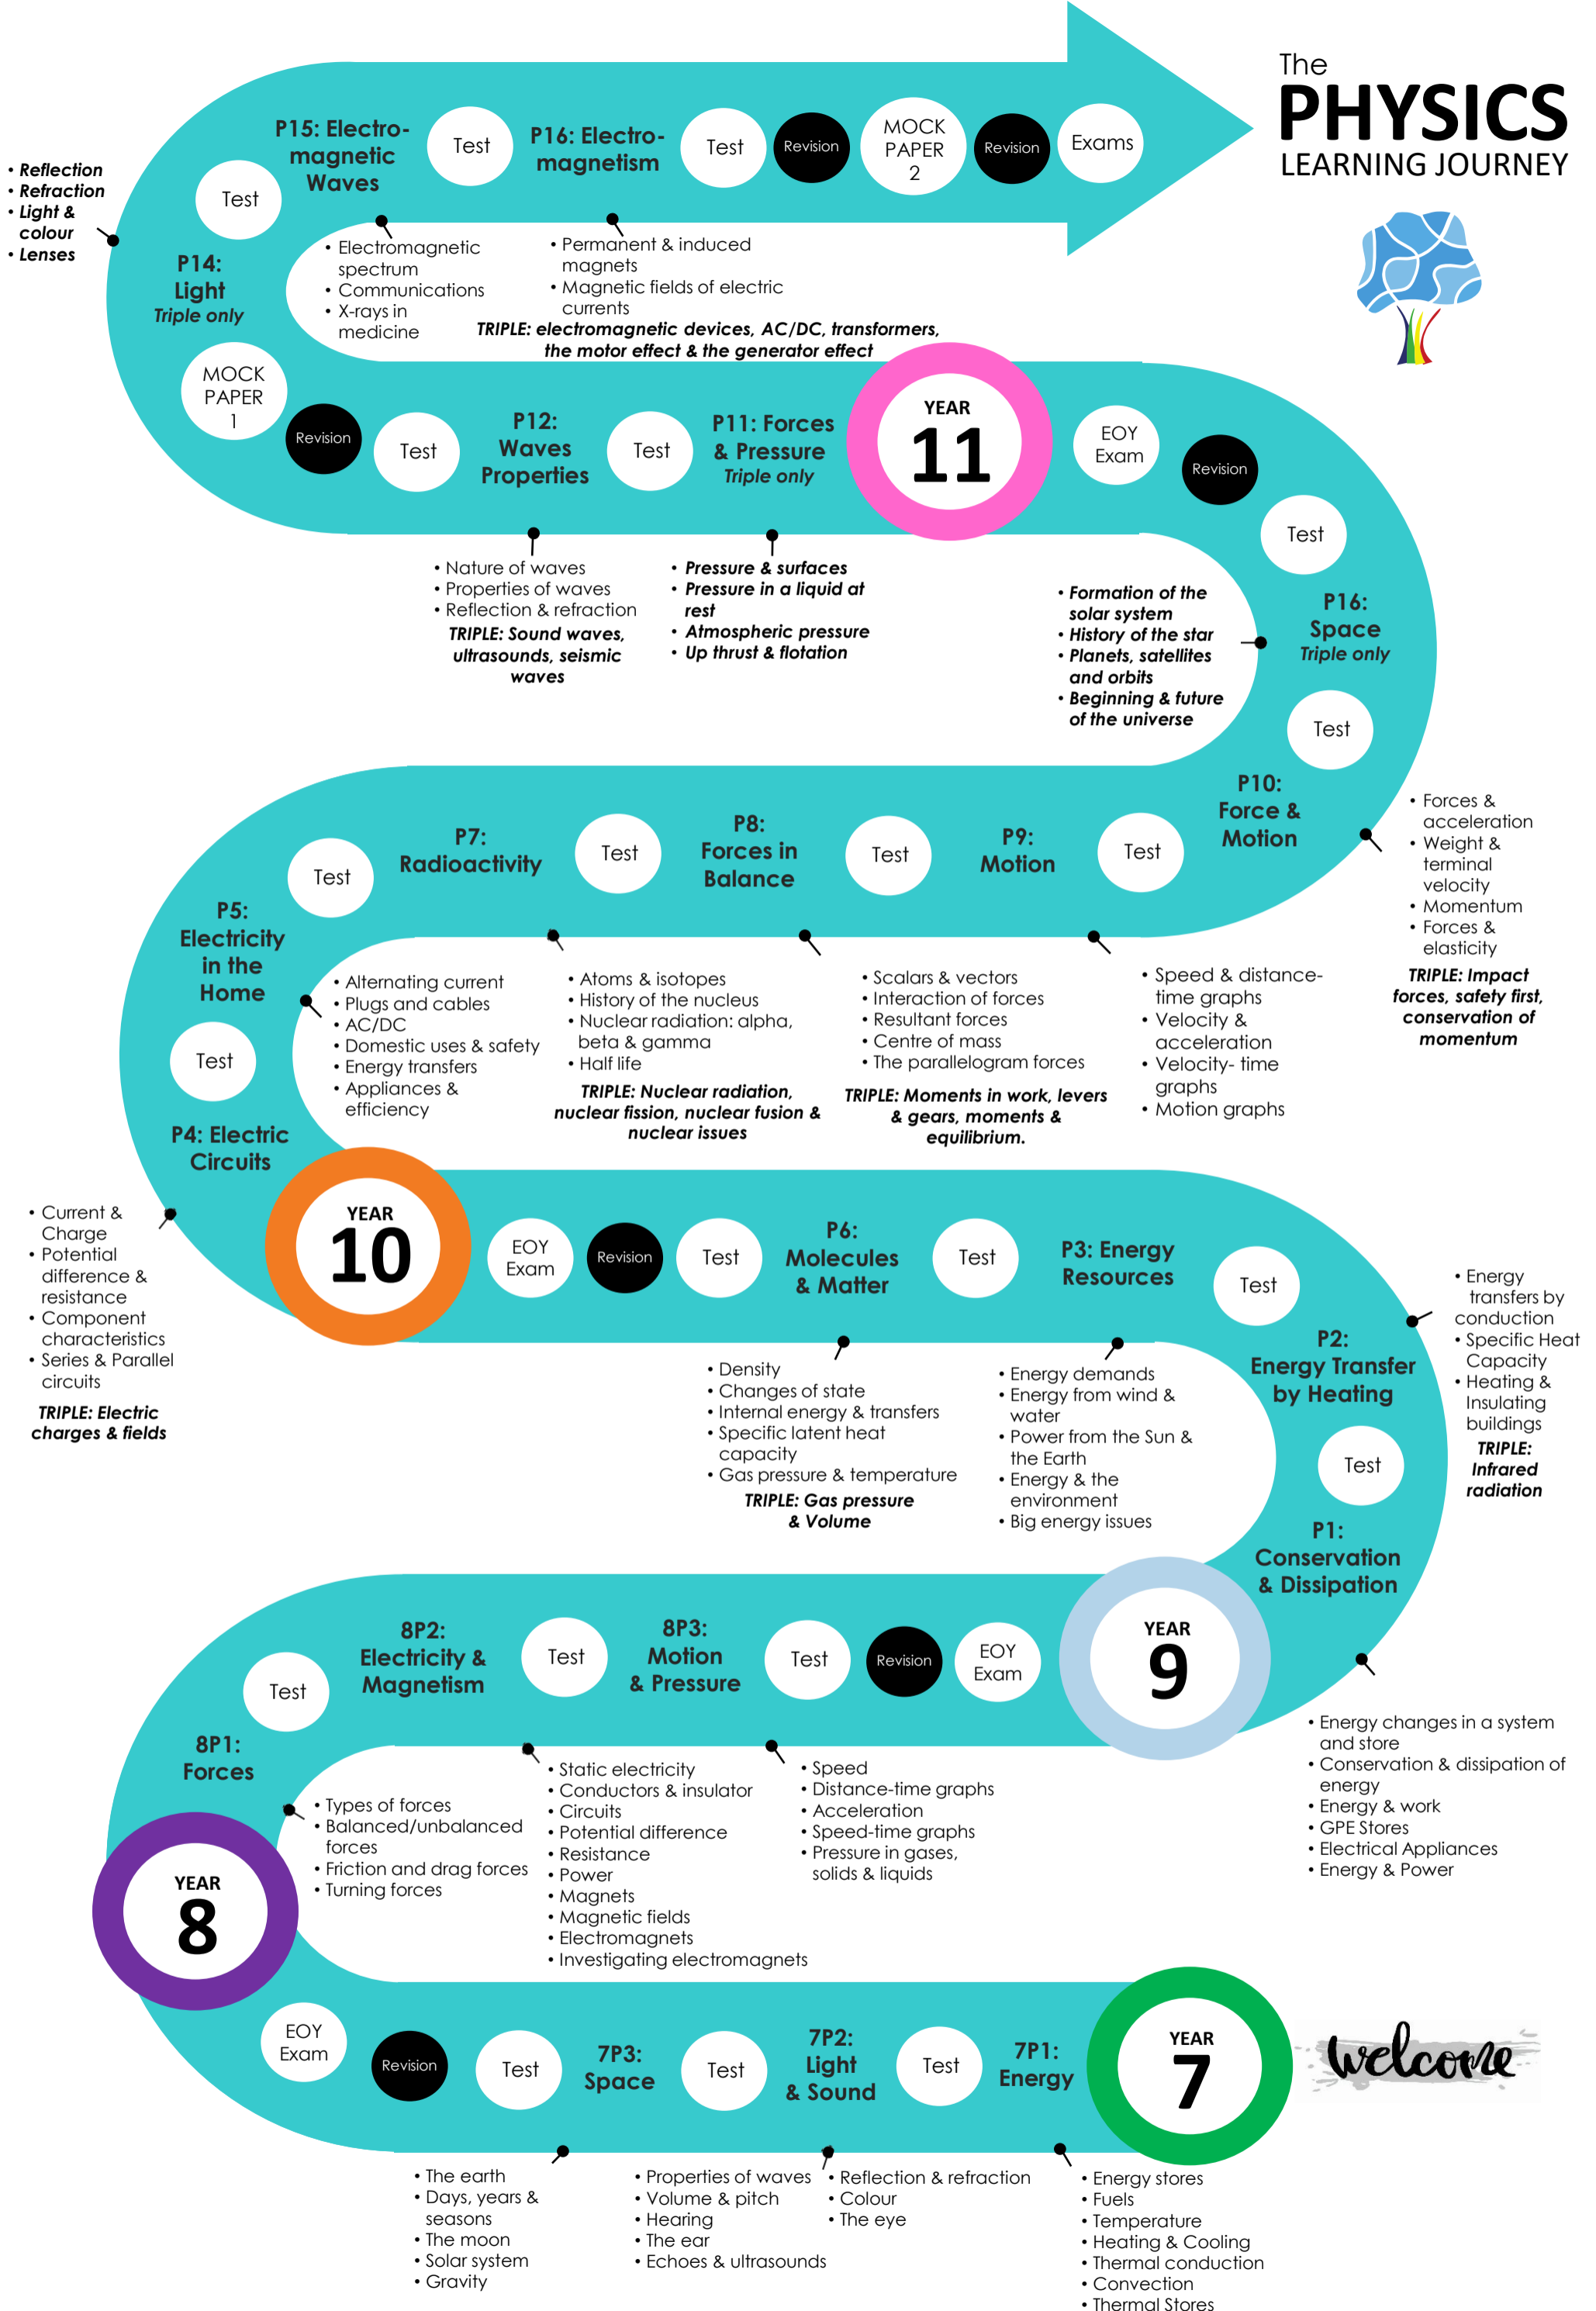 The
PHYSICS
LEARNING JOURNEY
P15: Electro-
magnetic
Waves
Test
P16: Electro-
magnetism
Test
Revision
MOCK
PAPER
2
Revision
Exams
• Reflection
• Refraction
• Light &
colour
• Lenses
Test
P14:
Light
Triple only
• Electromagnetic
spectrum
• Communications
• X-rays in
medicine
• Permanent & induced
magnets
• Magnetic fields of electric
currents
TRIPLE: electromagnetic devices, AC/DC, transformers,
the motor effect & the generator effect
MOCK
PAPER
1
Revision
Test
P12:
Waves
Properties
Test
P11: Forces
& Pressure
Triple only
YEAR
11
EOY
Exam
Revision
Test
• Nature of waves
• Properties of waves
• Reflection & refraction
TRIPLE: Sound waves,
ultrasounds, seismic
waves
• Pressure & surfaces
• Pressure in a liquid at
rest
• Atmospheric pressure
• Up thrust & flotation
• Formation of the
solar system
• History of the star
• Planets, satellites
and orbits
• Beginning & future
of the universe
P16:
Space
Triple only
Test
P10:
Force &
Motion
Test
P9:
Motion
Test
P8:
Forces in
Balance
Test
P7:
Radioactivity
Test
P5:
Electricity
in the
Home
Test
P4: Electric
Circuits
• Forces &
acceleration
• Weight &
terminal
velocity
• Momentum
• Forces &
elasticity
TRIPLE: Impact
forces, safety first,
conservation of
momentum
• Alternating current
• Plugs and cables
• AC/DC
• Domestic uses & safety
• Energy transfers
• Appliances &
efficiency
• Atoms & isotopes
• History of the nucleus
• Nuclear radiation: alpha,
beta & gamma
• Half life
TRIPLE: Nuclear radiation,
nuclear fission, nuclear fusion &
nuclear issues
• Scalars & vectors
• Interaction of forces
• Resultant forces
• Centre of mass
• The parallelogram forces
TRIPLE: Moments in work, levers
& gears, moments &
equilibrium.
• Speed & distance-
time graphs
• Velocity &
acceleration
• Velocity- time
graphs
• Motion graphs
• Current &
Charge
• Potential
difference &
resistance
• Component
characteristics
• Series & Parallel
circuits
TRIPLE: Electric
charges & fields
YEAR
10
EOY
Exam
Revision
Test
P6:
Molecules
& Matter
Test
P3: Energy
Resources
Test
P2:
Energy Transfer
by Heating
Test
P1:
Conservation
& Dissipation
• Energy
transfers by
conduction
• Specific Heat
Capacity
• Heating &
Insulating
buildings
TRIPLE:
Infrared
radiation
• Density
• Changes of state
• Internal energy & transfers
• Specific latent heat
capacity
• Gas pressure & temperature
TRIPLE: Gas pressure
& Volume
• Energy demands
• Energy from wind &
water
• Power from the Sun &
the Earth
• Energy & the
environment
• Big energy issues
8P1:
Forces
Test
8P2:
Electricity &
Magnetism
Test
8P3:
Motion
& Pressure
Test
Revision
EOY
Exam
YEAR
9
• Energy changes in a system
and store
• Conservation & dissipation of
energy
• Energy & work
• GPE Stores
• Electrical Appliances
• Energy & Power
• Types of forces
• Balanced/unbalanced
forces
• Friction and drag forces
• Turning forces
• Static electricity
• Conductors & insulator
• Circuits
• Potential difference
• Resistance
• Power
• Magnets
• Magnetic fields
• Electromagnets
• Investigating electromagnets
• Speed
• Distance-time graphs
• Acceleration
• Speed-time graphs
• Pressure in gases,
solids & liquids
YEAR
8
EOY
Exam
Revision
Test
7P3:
Space
Test
7P2:
Light
& Sound
Test
7P1:
Energy
YEAR
7
welcome
• The earth
• Days, years &
seasons
• The moon
• Solar system
• Gravity
• Properties of waves
• Volume & pitch
• Hearing
• The ear
• Echoes & ultrasounds
• Reflection & refraction
• Colour
• The eye
• Energy stores
• Fuels
• Temperature
• Heating & Cooling
• Thermal conduction
• Convection
• Thermal Stores